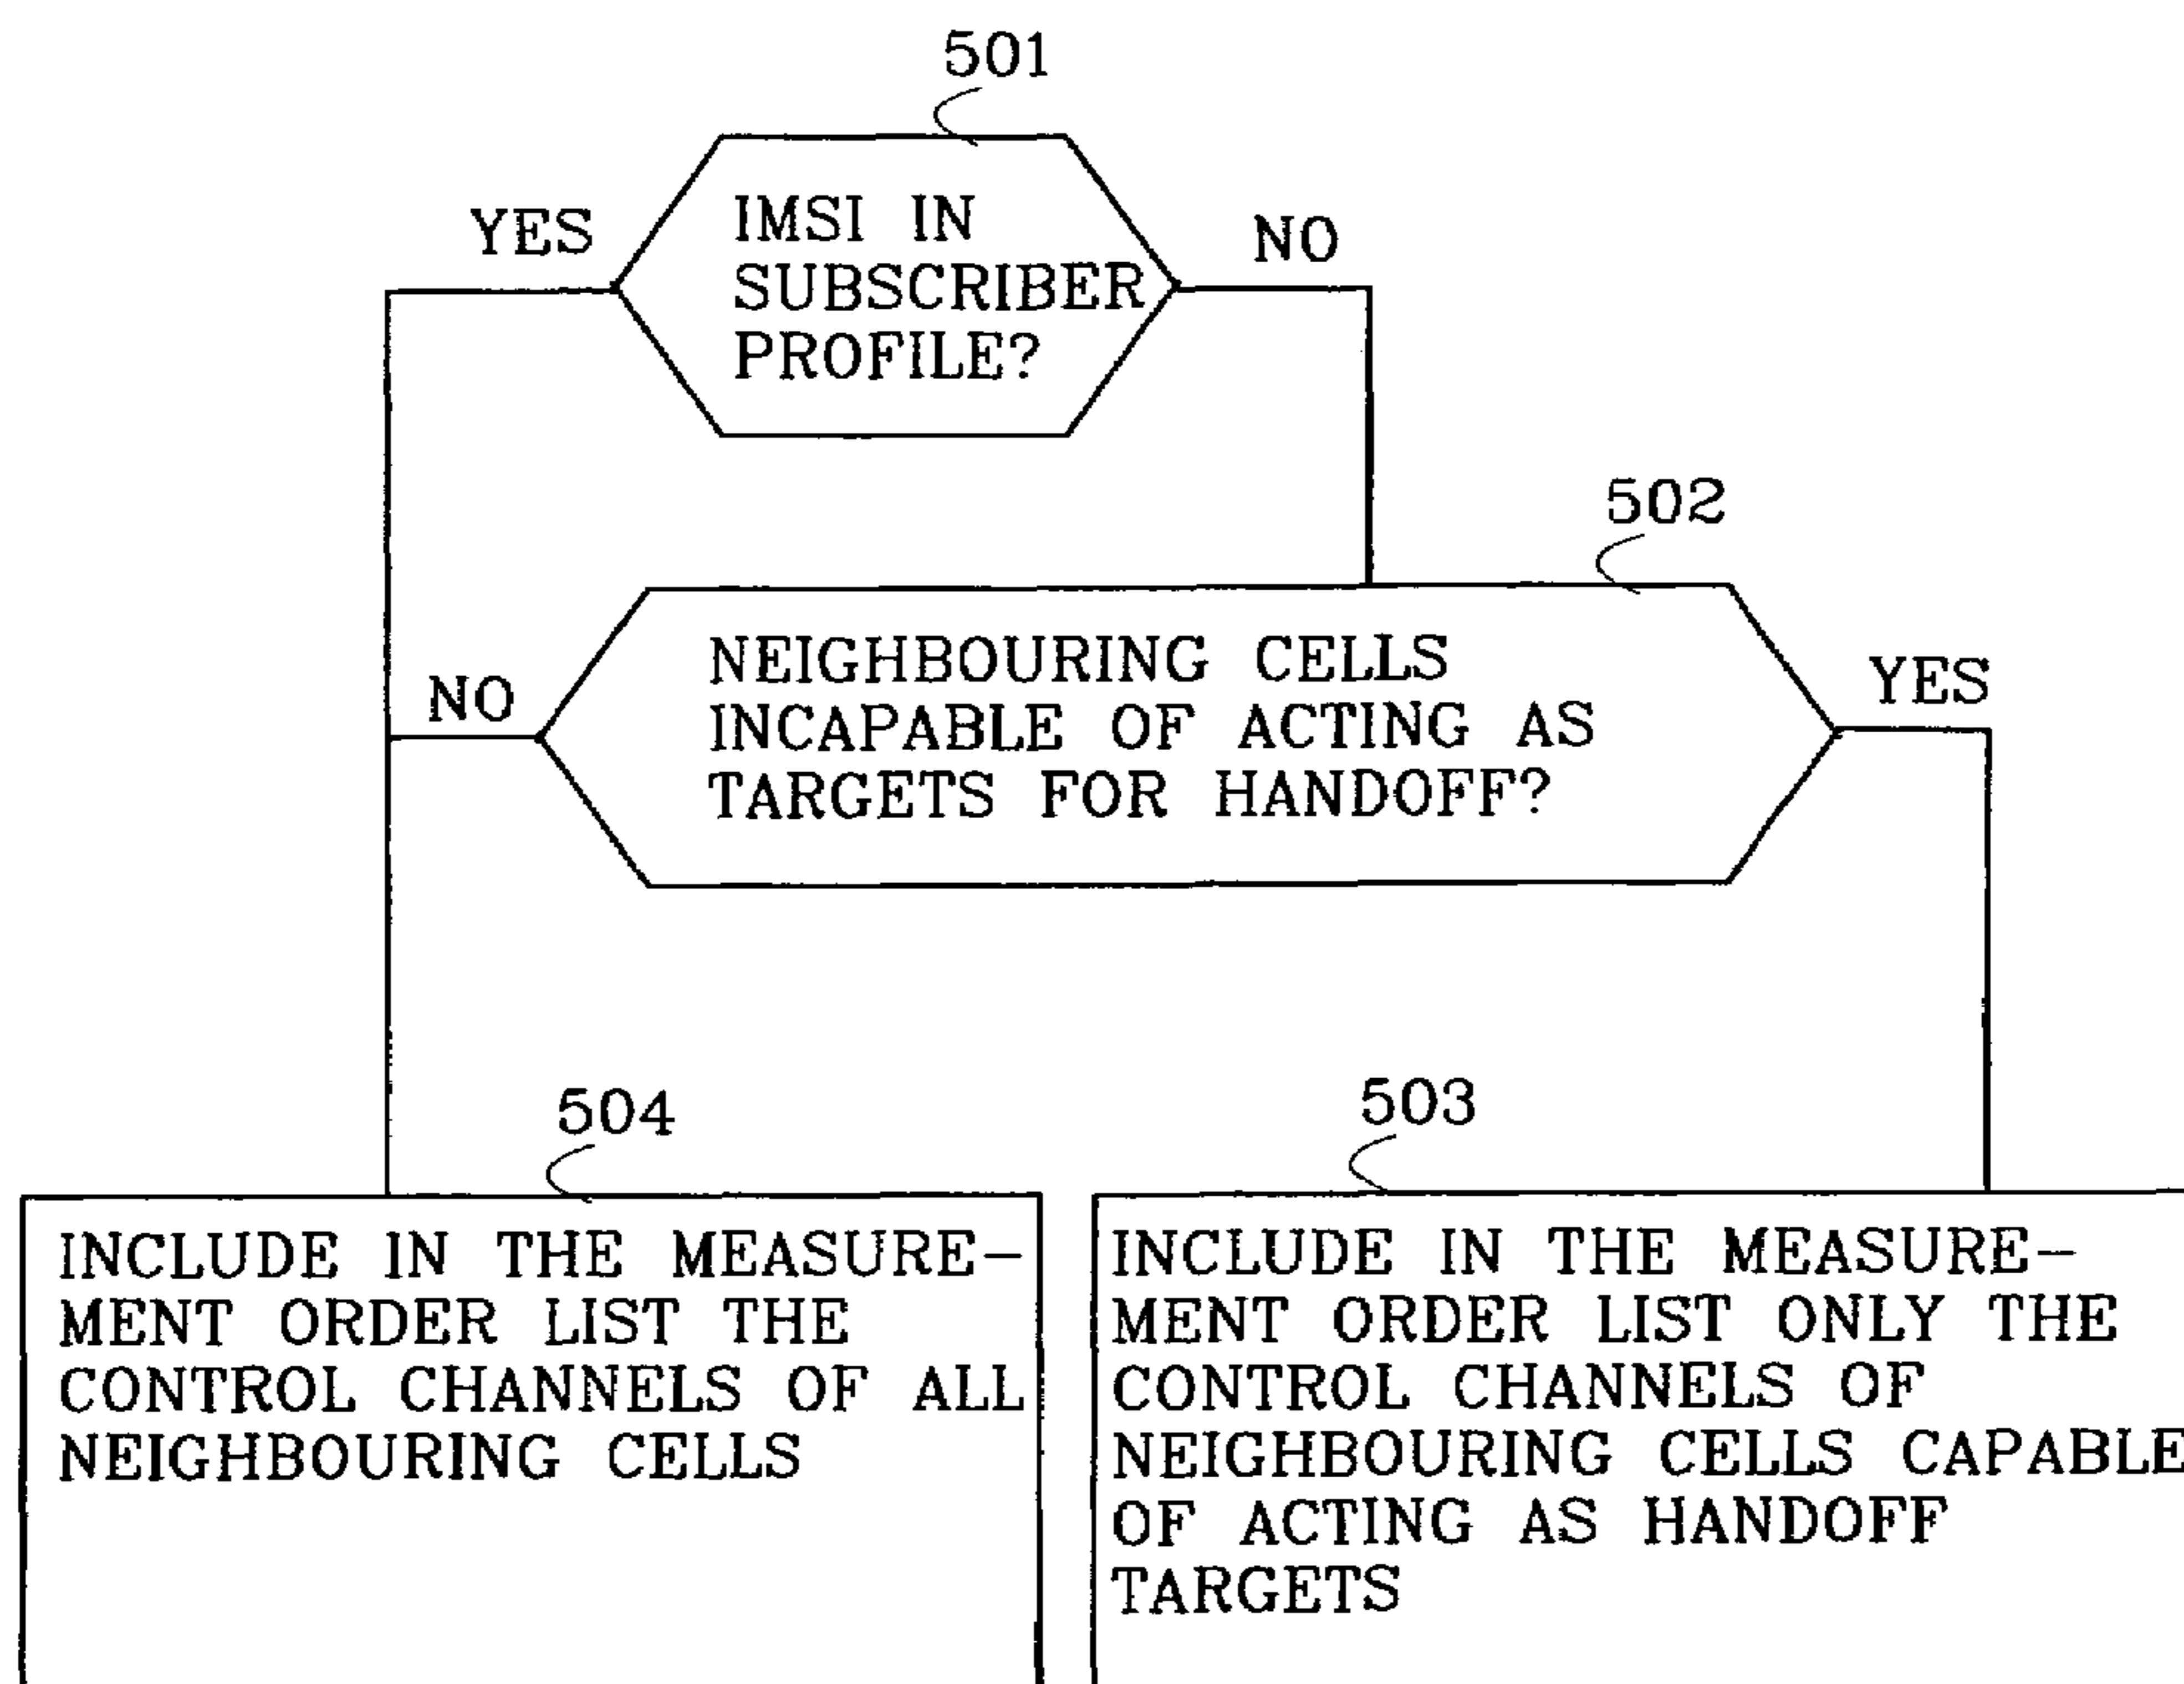 501
YES
IMSI IN
SUBSCRIBER
PROFILE?
NO
502
NO
NEIGHBOURING CELLS
INCAPABLE OF ACTING AS
TARGETS FOR HANDOFF?
YES
504
INCLUDE IN THE MEASURE-
MENT ORDER LIST THE
CONTROL CHANNELS OF ALL
NEIGHBOURING CELLS
503
INCLUDE IN THE MEASURE-
MENT ORDER LIST ONLY THE
CONTROL CHANNELS OF
NEIGHBOURING CELLS CAPABLE
OF ACTING AS HANDOFF
TARGETS